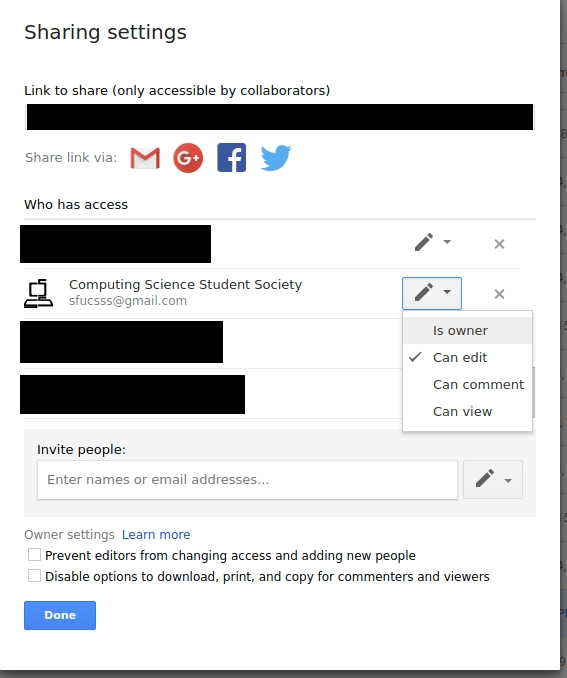 Sharing settings
Link to share (only accessible by collaborators)
Share link via:
Who has access
Computing Science Student Society
sfucsss@gmail.com
Is owner
Can edit
Can comment
Can view
Invite people:
Enter names or email addresses...
Owner settings Learn more
Prevent editors from changing access and adding new people
Disable options to download, print, and copy for commenters and viewers
Done